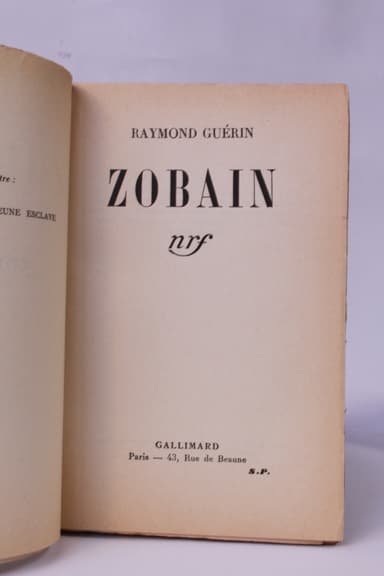 tre :
EUNE ESCLAVE
RAYMOND GUÉRIN
ZOBAIN
nrf
GALLIMARD
Paris — 43, Rue de Beaune
S.P.